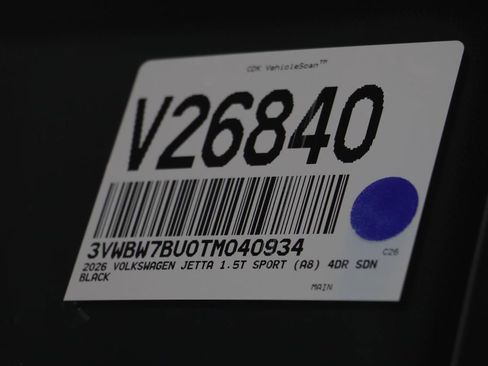 CDK VehicleScan™
V26840
3VWBW7BU0TM040934
C26
2026 VOLKSWAGEN JETTA 1.5T SPORT (A8) 4DR SDN
BLACK
MAIN